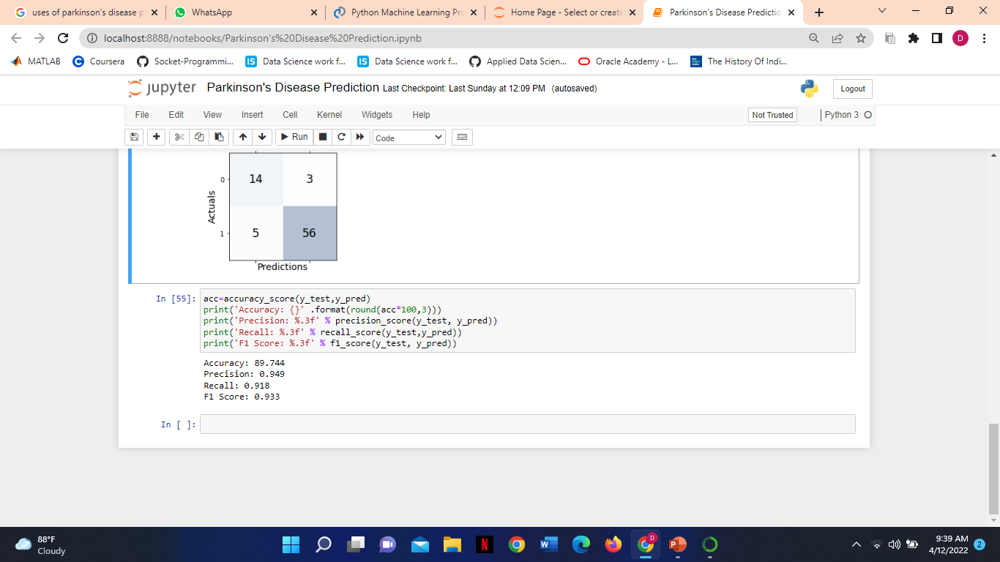 uses of parkinson's disease p
WhatsApp
Python Machine Learning Pro
Home Page - Select or create
Parkinson's Disease Predictio
localhost:8888/notebooks/Parkinson's%20Disease%20Prediction.ipynb
D
MATLAB
Coursera
Socket-Programmi...
IS Data Science work f...
IS Data Science work f...
Applied Data Scien...
Oracle Academy - L...
The History Of Indi...
jupyter Parkinson's Disease Prediction Last Checkpoint: Last Sunday at 12:09 PM (autosaved)
Logout
File Edit View Insert Cell Kernel Widgets Help
Not Trusted
Python 3
Run
Code
0 14 3
Actuals
1 5 56
Predictions
In [55]: acc=accuracy_score(y_test,y_pred)
print('Accuracy: {}' .format(round(acc*100,3)))
print('Precision: %.3f' % precision_score(y_test, y_pred))
print('Recall: %.3f' % recall_score(y_test,y_pred))
print('F1 Score: %.3f' % f1_score(y_test, y_pred))
Accuracy: 89.744
Precision: 0.949
Recall: 0.918
F1 Score: 0.933
In [ ]:
88°F
Cloudy
9:39 AM
4/12/2022
2